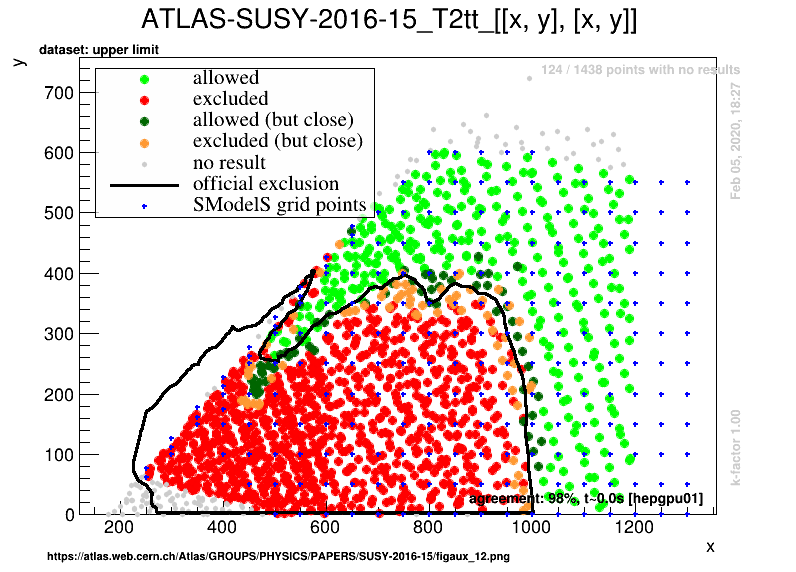 ATLAS-SUSY-2016-15_T2tt_[[x, y], [x, y]]
dataset: upper limit
y
124 / 1438 points with no results
allowed
excluded
allowed (but close)
excluded (but close)
no result
official exclusion
SModelS grid points
Feb 05, 2020, 18:27
k-factor 1.00
700
600
500
400
300
200
100
0
agreement: 98%, t~0.0s [hepgpu01]
200 400 600 800 1000 1200
x
https://atlas.web.cern.ch/Atlas/GROUPS/PHYSICS/PAPERS/SUSY-2016-15/figaux_12.png